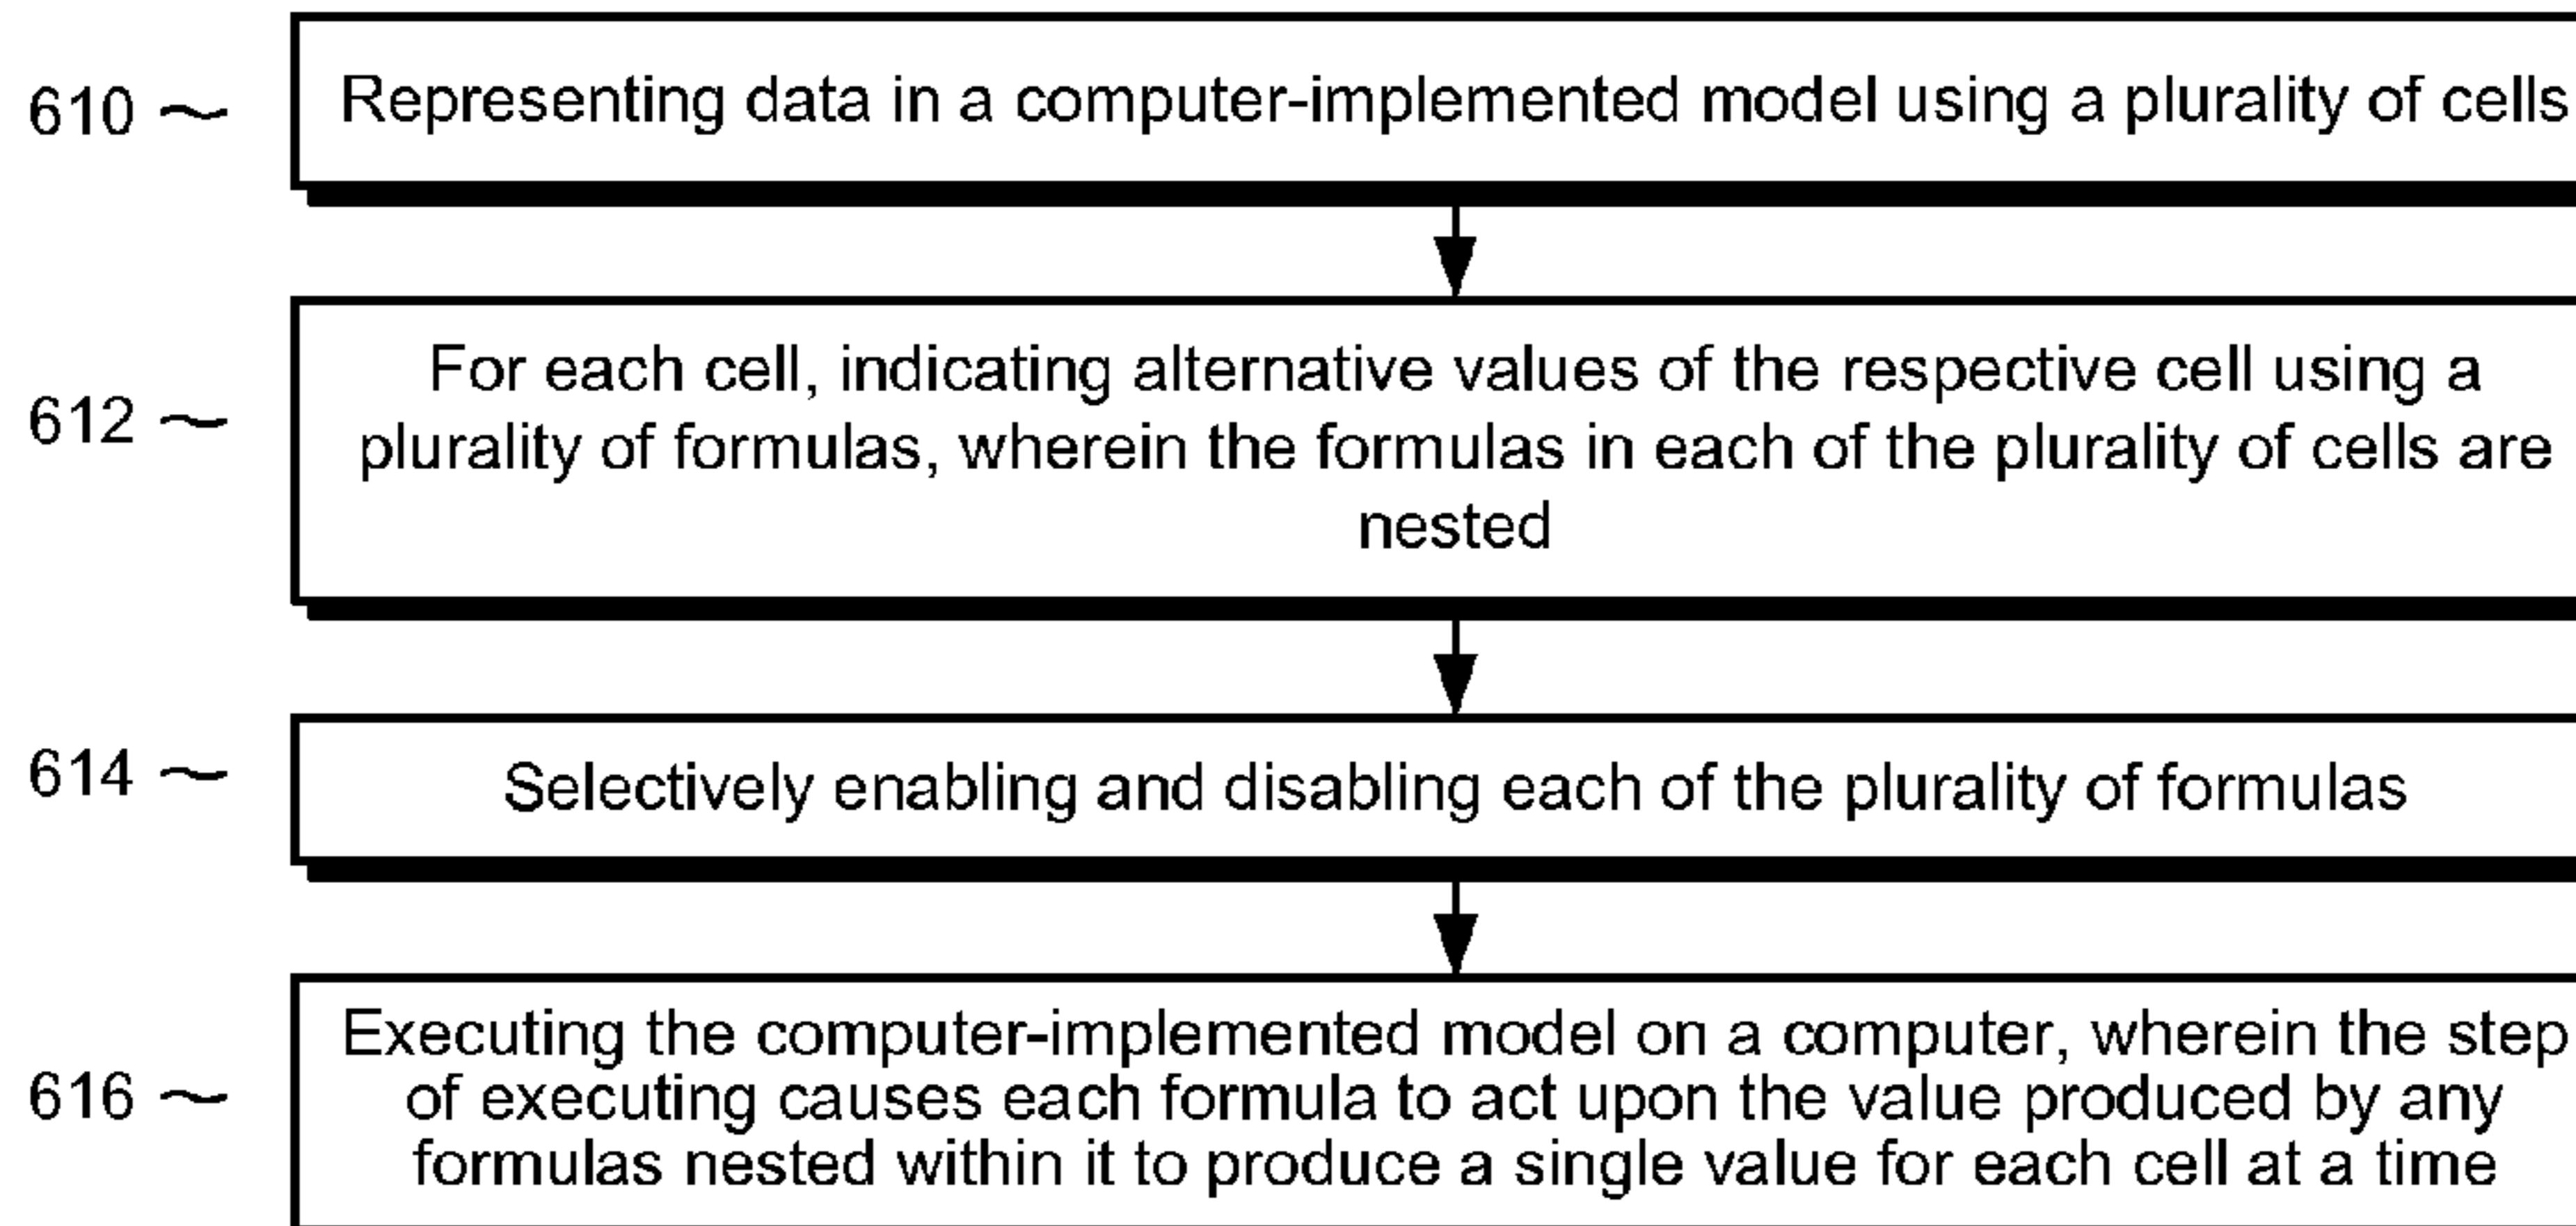 610 ~ Representing data in a computer-implemented model using a plurality of cells
For each cell, indicating alternative values of the respective cell using a
612 ~ plurality of formulas, wherein the formulas in each of the plurality of cells are
nested
614 ~ Selectively enabling and disabling each of the plurality of formulas
Executing the computer-implemented model on a computer, wherein the step
616 ~ of executing causes each formula to act upon the value produced by any
formulas nested within it to produce a single value for each cell at a time